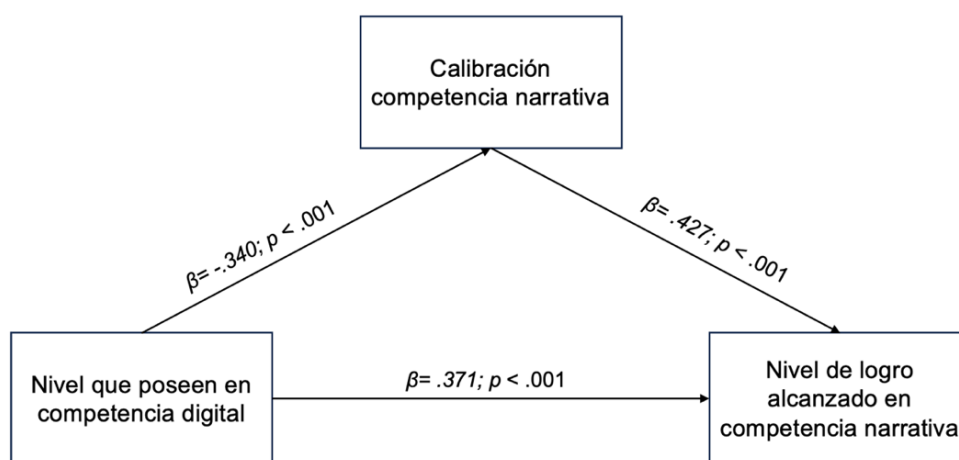 Calibración
competencia narrativa
β= -.340; p < .001
β= .427; p < .001
Nivel que poseen en
competencia digital
β= .371; p < .001
Nivel de logro
alcanzado en
competencia narrativa